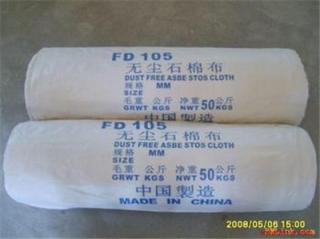 FD 105
无尘石棉布
DUST FREE ASBE STOS CLOTH
规格 MM
SIZE
毛重 公斤 净重 50 公斤
GRWT KGS NWT KGS
中国製造
FD 105
无尘石棉布
DUST FREE ASBE STOS CLOTH
规格 MM
SIZE
毛重 公斤 净重 50 公斤
GRWT KGS NWT KGS
中国製造
MADE IN CHINA
2008/05/06 15:00